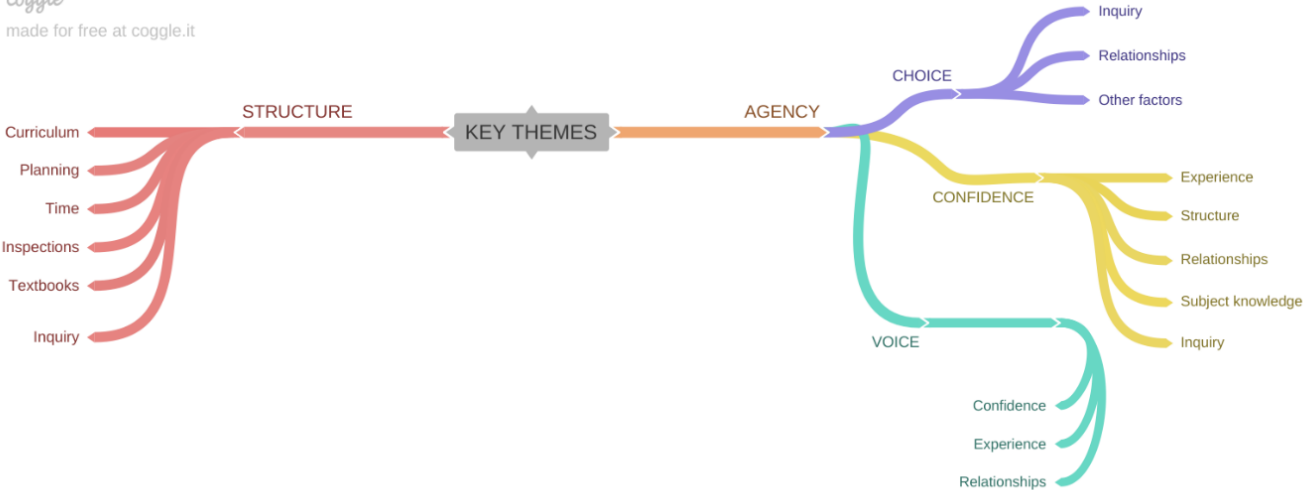 coggle
made for free at coggle.it
KEY THEMES
STRUCTURE
Curriculum
Planning
Time
Inspections
Textbooks
Inquiry
AGENCY
CHOICE
Inquiry
Relationships
Other factors
CONFIDENCE
Experience
Structure
Relationships
Subject knowledge
Inquiry
VOICE
Confidence
Experience
Relationships